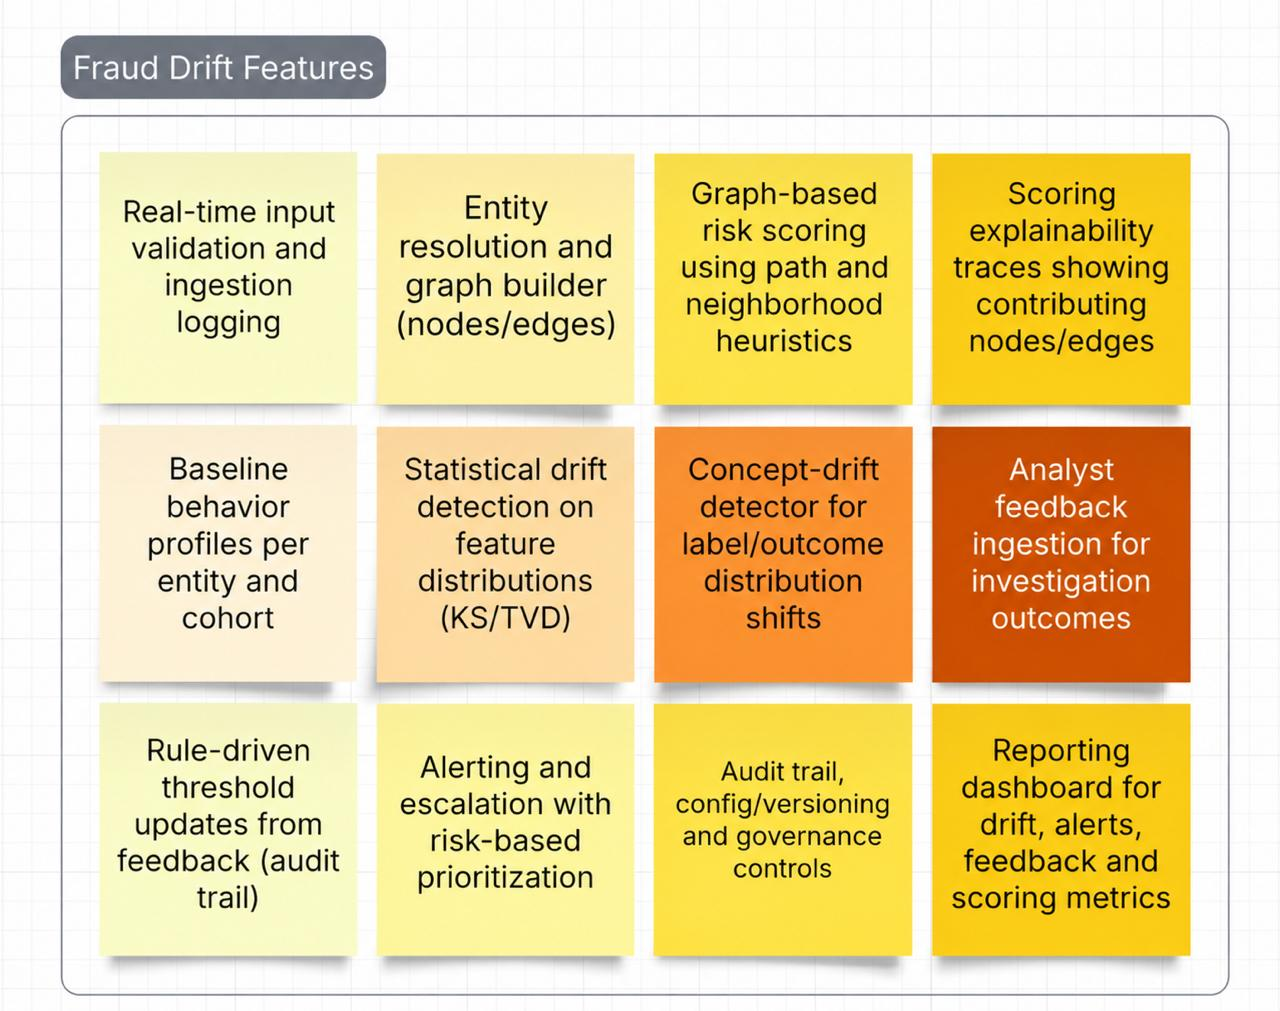 Fraud Drift Features
Real-time input
validation and
ingestion
logging
Entity
resolution and
graph builder
(nodes/edges)
Graph-based
risk scoring
using path and
neighborhood
heuristics
Scoring
explainability
traces showing
contributing
nodes/edges
Baseline
behavior
profiles per
entity and
cohort
Statistical drift
detection on
feature
distributions
(KS/TVD)
Concept-drift
detector for
label/outcome
distribution
shifts
Analyst
feedback
ingestion for
investigation
outcomes
Rule-driven
threshold
updates from
feedback (audit
trail)
Alerting and
escalation with
risk-based
prioritization
Audit trail,
config/versioning
and governance
controls
Reporting
dashboard for
drift, alerts,
feedback and
scoring metrics